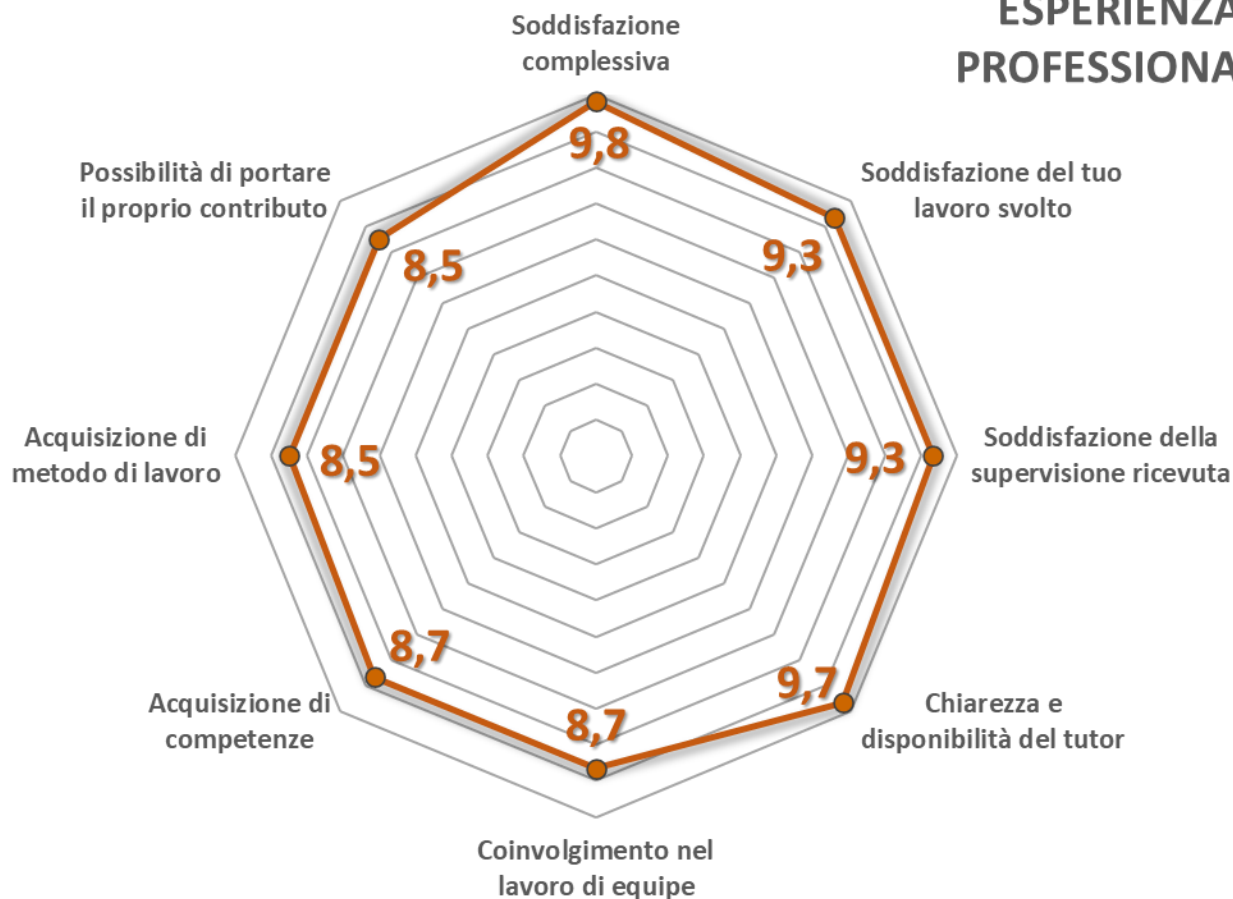 ESPERIENZA
PROFESSIONA
Soddisfazione
complessiva
9,8
Soddisfazione del tuo
lavoro svolto
9,3
Soddisfazione della
supervisione ricevuta
9,3
Chiarezza e
disponibilità del tutor
9,7
Coinvolgimento nel
lavoro di equipe
8,7
Acquisizione di
competenze
8,7
Acquisizione di
metodo di lavoro
8,5
Possibilità di portare
il proprio contributo
8,5